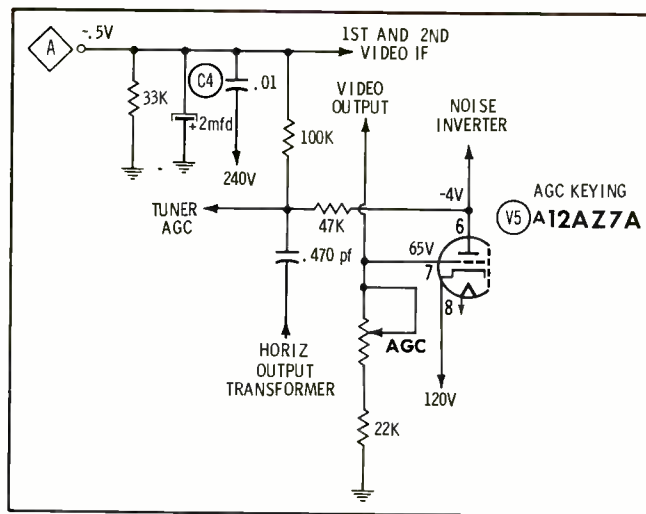 A
-.5V
1ST AND 2ND
VIDEO IF
33K
+2mfd
C4
.01
240V
100K
VIDEO
OUTPUT
NOISE
INVERTER
TUNER
AGC
47K
-4V
6
AGC KEYING
V5 A12AZ7A
.470 pf
65V
7
8
HORIZ
OUTPUT
TRANSFORMER
AGC
120V
22K